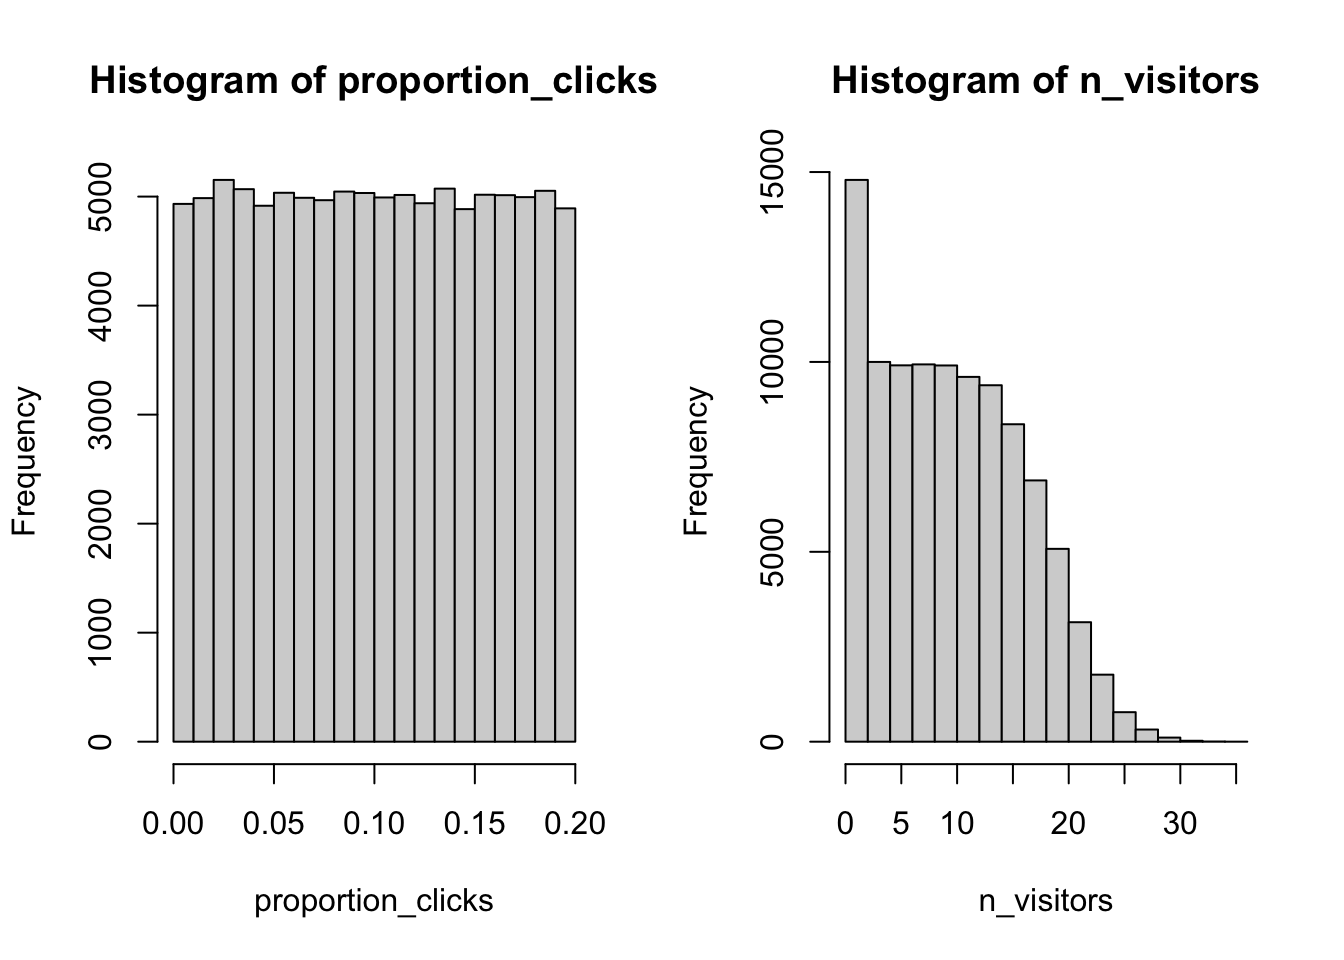 Histogram of proportion_clicks
Frequency
5000
4000
3000
2000
1000
0
0.00 0.05 0.10 0.15 0.20
proportion_clicks
Histogram of n_visitors
Frequency
15000
10000
5000
0
0 5 10 20 30
n_visitors